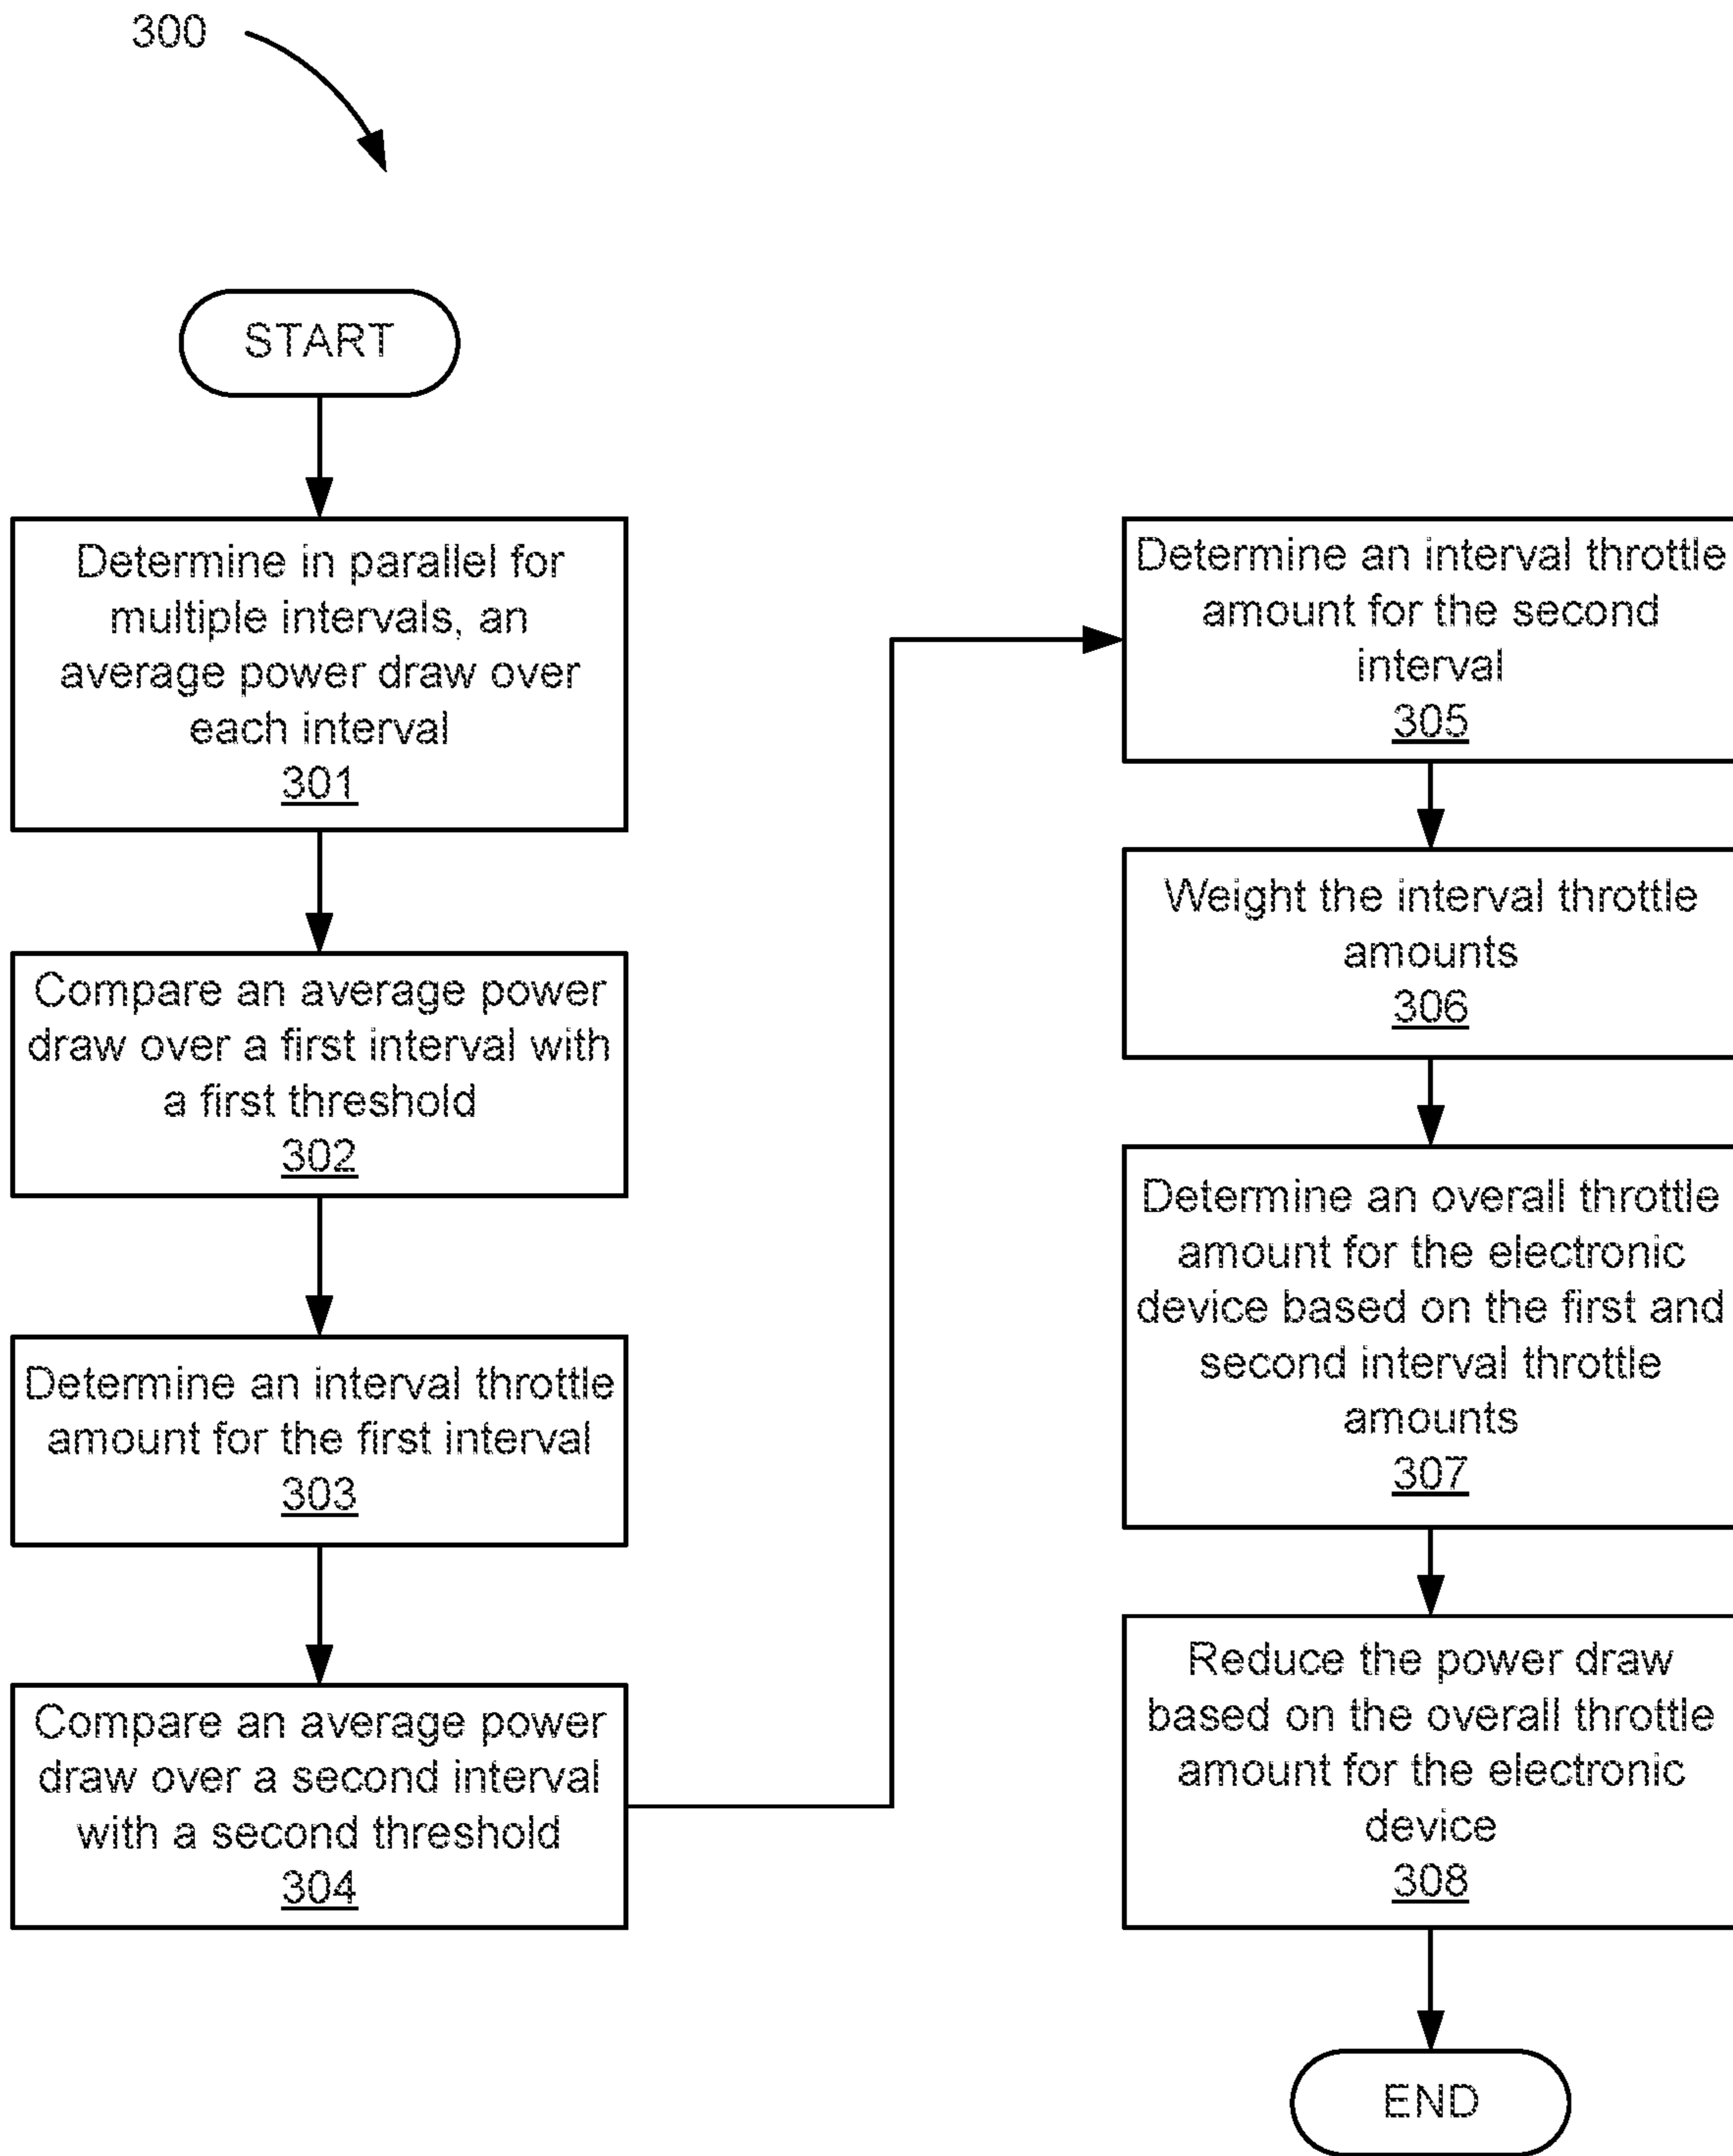 300
START
Determine in parallel for
multiple intervals, an
average power draw over
each interval
301
Compare an average power
draw over a first interval with
a first threshold
302
Determine an interval throttle
amount for the first interval
303
Compare an average power
draw over a second interval
with a second threshold
304
Determine an interval throttle
amount for the second
interval
305
Weight the interval throttle
amounts
306
Determine an overall throttle
amount for the electronic
device based on the first and
second interval throttle
amounts
307
Reduce the power draw
based on the overall throttle
amount for the electronic
device
308
END